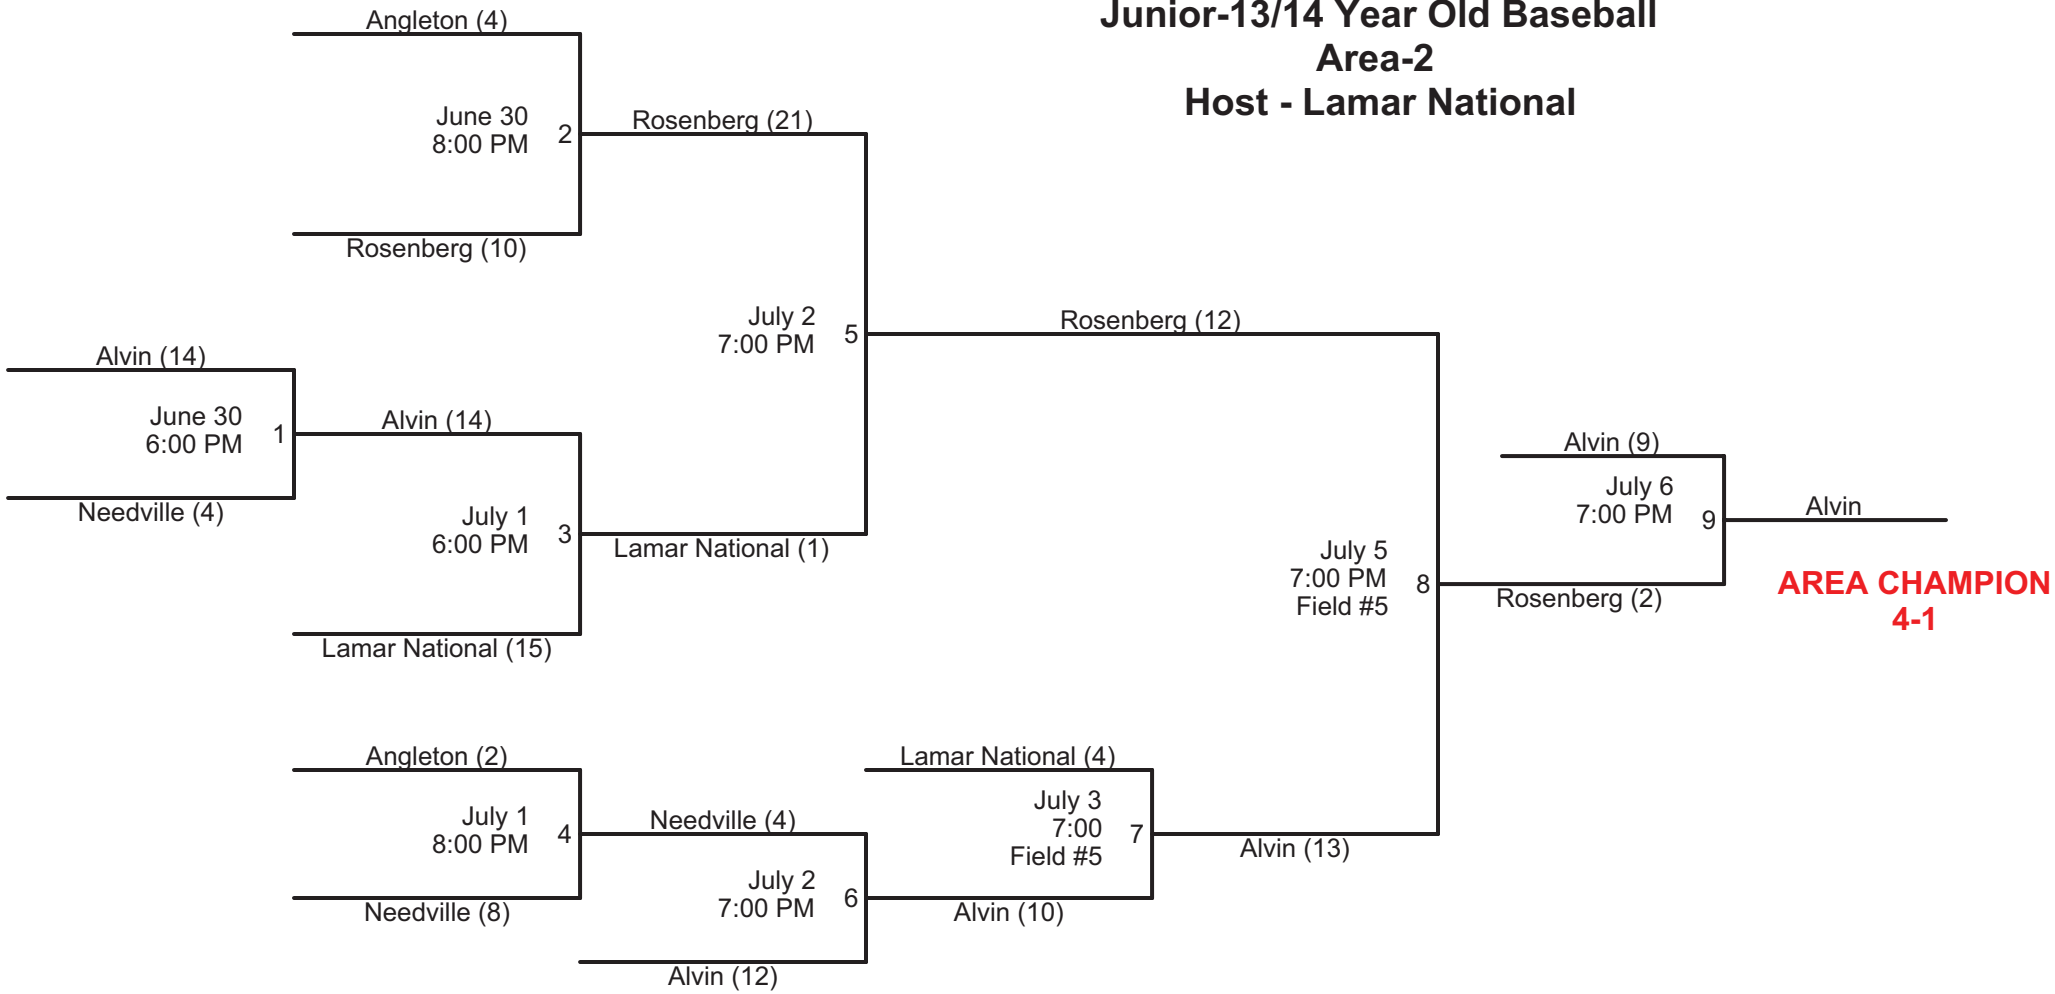 Junior-13/14 Year Old Baseball
Area-2
Host - Lamar National
Angleton (4)
June 30
8:00 PM
2
Rosenberg (10)
Rosenberg (21)
Alvin (14)
June 30
6:00 PM
1
Needville (4)
Alvin (14)
July 1
6:00 PM
3
Lamar National (15)
July 2
7:00 PM
5
Lamar National (1)
Rosenberg (12)
Angleton (2)
July 1
8:00 PM
4
Needville (8)
Needville (4)
July 2
7:00 PM
6
Alvin (12)
Lamar National (4)
July 3
7:00
Field #5
7
Alvin (10)
July 5
7:00 PM
Field #5
8
Alvin (13)
Alvin (9)
July 6
7:00 PM
9
Rosenberg (2)
Alvin
AREA CHAMPION
4-1